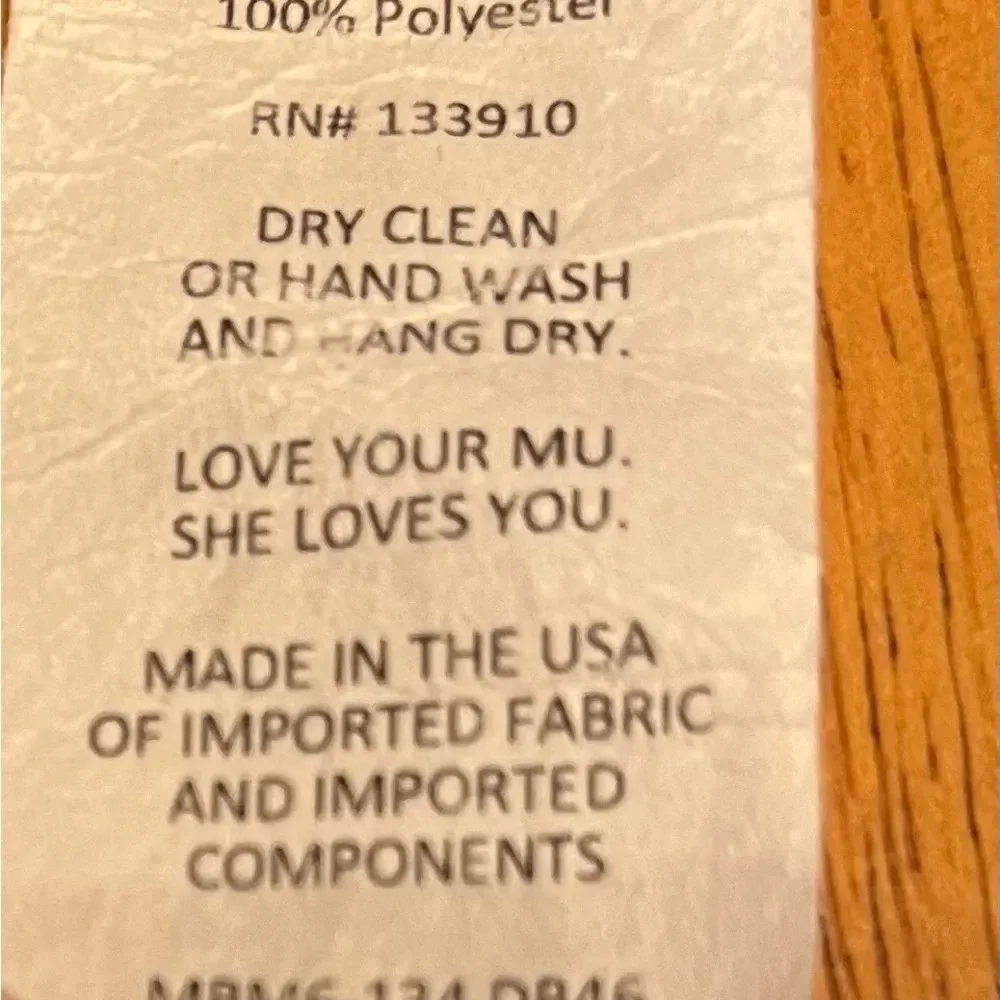 100% Polyester
RN# 133910
DRY CLEAN
OR HAND WASH
AND HANG DRY.
LOVE YOUR MU.
SHE LOVES YOU.
MADE IN THE USA
OF IMPORTED FABRIC
AND IMPORTED
COMPONENTS